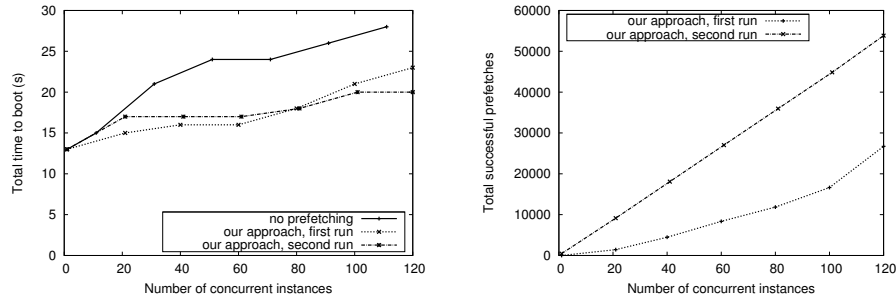 30
25
20
15
10
5
0
Total time to boot (s)
no prefetching
our approach, first run
our approach, second run
0 20 40 60 80 100 120
Number of concurrent instances
60000
50000
40000
30000
20000
10000
0
Total successful prefetches
our approach, first run
our approach, second run
0 20 40 60 80 100 120
Number of concurrent instances